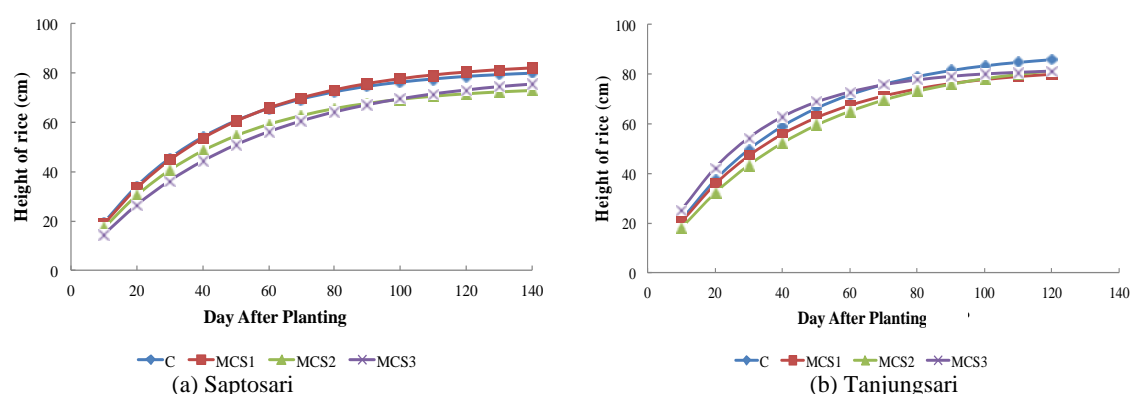 100
80
60
40
20
0
Height of rice (cm)
0 20 40 60 80 100 120 140
Day After Planting
C MCS1 MCS2 MCS3
(a) Saptosari
100
80
60
40
20
0
Height of rice (cm)
0 20 40 60 80 100 120 140
Day After Planting
C MCS1 MCS2 MCS3
(b) Tanjungsari